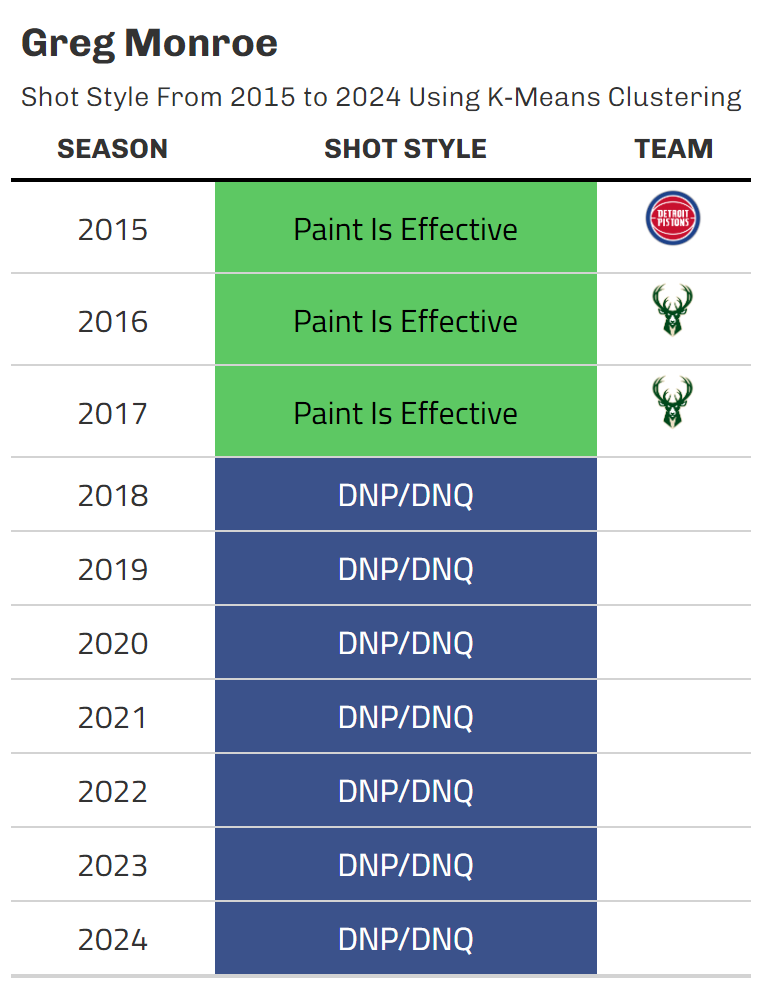 Greg Monroe
Shot Style From 2015 to 2024 Using K-Means Clustering
SEASON SHOT STYLE TEAM
2015 Paint Is Effective DETROIT PISTONS
2016 Paint Is Effective
2017 Paint Is Effective
2018 DNP/DNQ
2019 DNP/DNQ
2020 DNP/DNQ
2021 DNP/DNQ
2022 DNP/DNQ
2023 DNP/DNQ
2024 DNP/DNQ